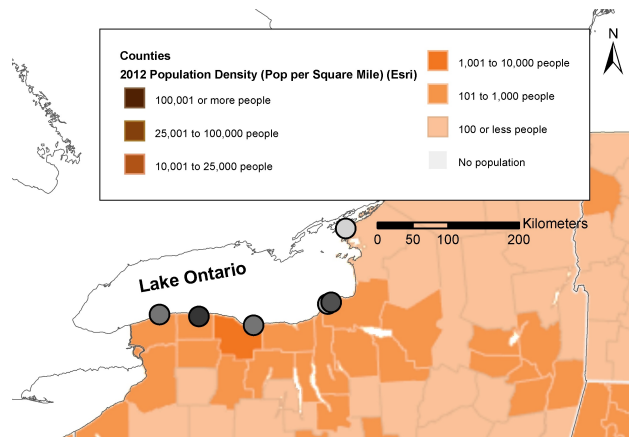 Counties
2012 Population Density (Pop per Square Mile) (Esri)
100,001 or more people
25,001 to 100,000 people
10,001 to 25,000 people
1,001 to 10,000 people
101 to 1,000 people
100 or less people
No population
N
Kilometers
0 50 100 200
Lake Ontario